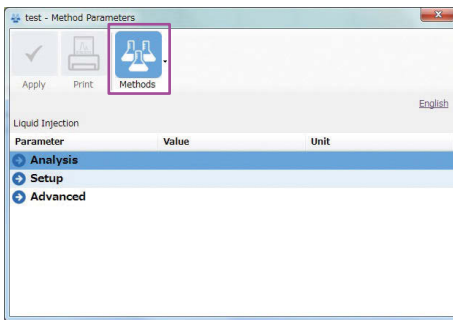 test - Method Parameters
Apply Print Methods
English
Liquid Injection
Parameter Value Unit
Analysis
Setup
Advanced